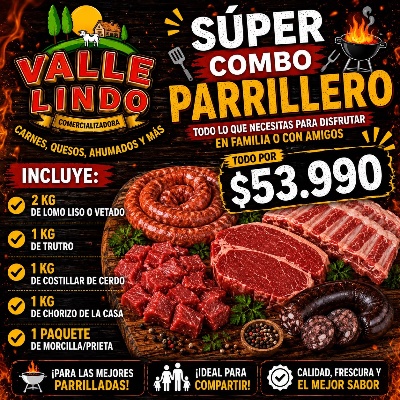 VALLE
LINDO
COMERCIALIZADORA
CARNES, QUESOS, AHUMADOS Y MÁS
SÚPER
COMBO
PARRILLERO
TODO LO QUE NECESITAS PARA DISFRUTAR
EN FAMILIA O CON AMIGOS
TODO POR
$53.990
INCLUYE:
2 KG
DE LOMO LISO O VETADO
1 KG
DE TRUTRO
1 KG
DE COSTILLAR DE CERDO
1 KG
DE CHORIZO DE LA CASA
1 PAQUETE
DE MORCILLA/PRIETA
¡PARA LAS MEJORES
PARRILLADAS!
¡IDEAL PARA
COMPARTIR!
CALIDAD, FRESCURA Y
EL MEJOR SABOR